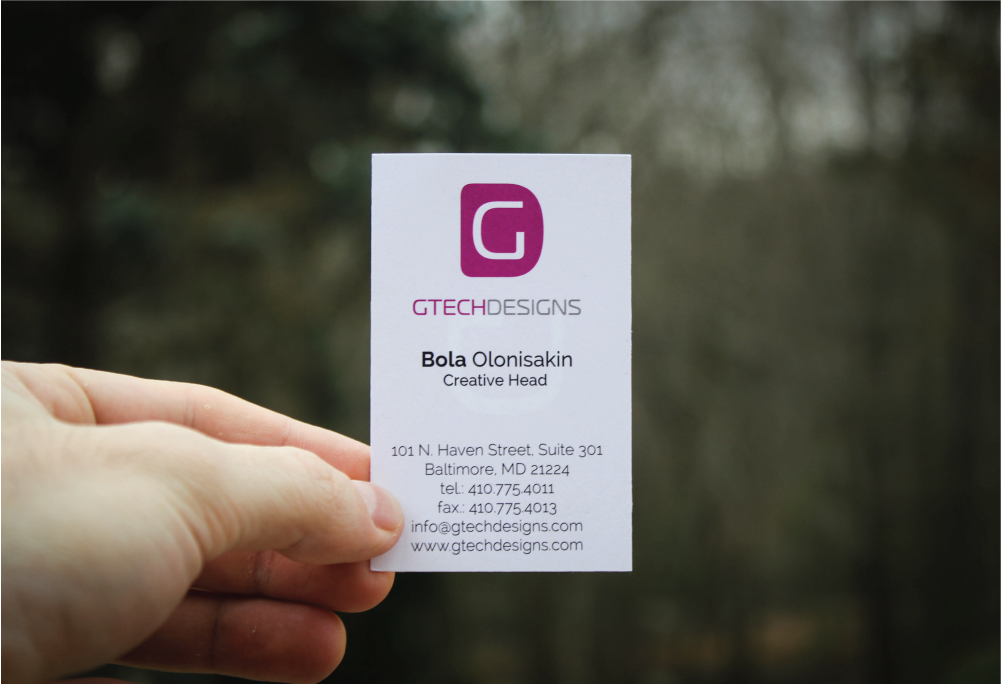 G
GTECHDESIGNS
Bola Olonisakin
Creative Head
101 N. Haven Street, Suite 301
Baltimore, MD 21224
tel.: 410.775.4011
fax.: 410.775.4013
info@gtechdesigns.com
www.gtechdesigns.com